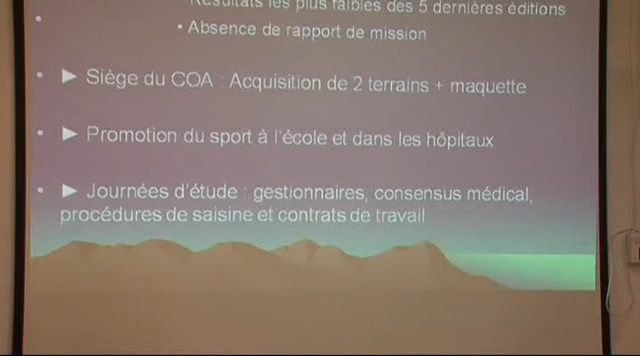 Résultats les plus faibles des 5 dernières éditions
• Absence de rapport de mission
• ► Siège du COA : Acquisition de 2 terrains + maquette
• ► Promotion du sport à l'école et dans les hôpitaux
• ► Journées d'étude : gestionnaires, consensus médical,
procédures de saisine et contrats de travail